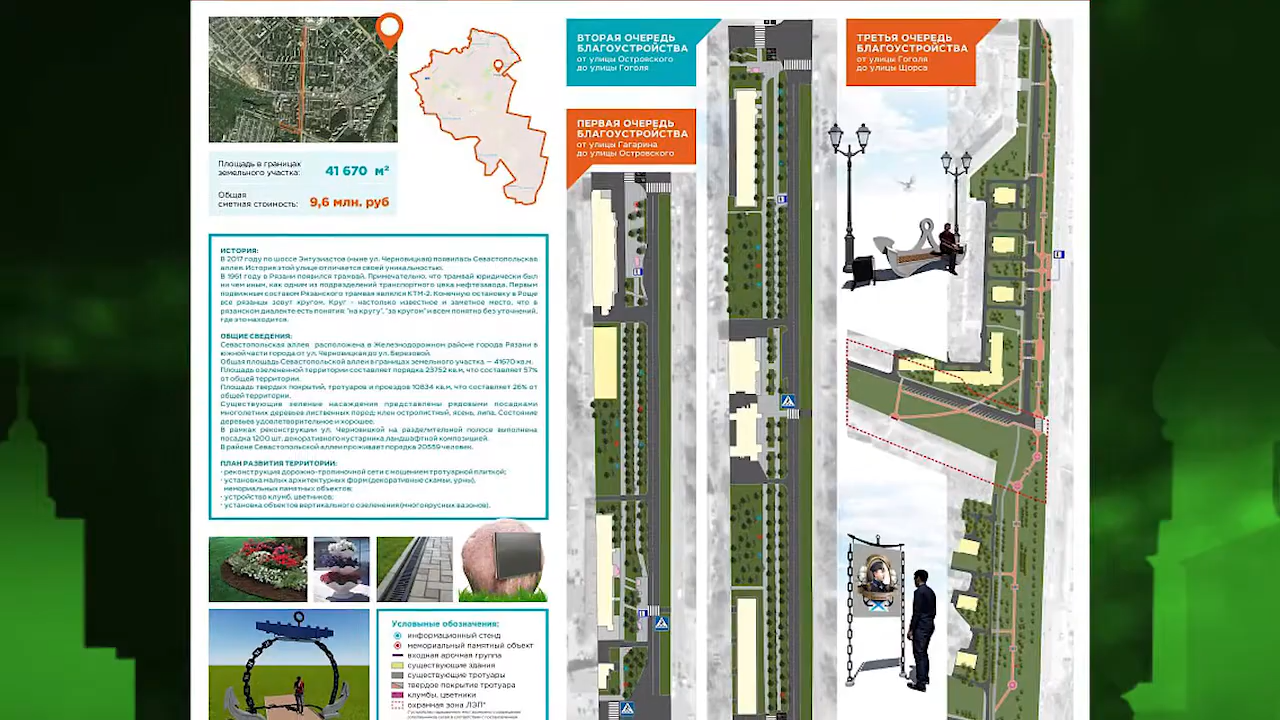 Площадь в границах
земельного участка:
41 670 м²
Общая
сметная стоимость:
9,6 млн. руб
ИСТОРИЯ:
В 2017 году по шоссе Энтузиастов (ныне ул. Черновицкая) появилась Севастопольская
аллея. История этой улицы отличается своей уникальностью.
В 1961 году в Рязани появился трамвай. Примечательно, что трамвай юридически был
ни чем иным, как одним из подразделений транспортного цеха нефтезавода. Первым
подвижным составом Рязанского трамвая являлся КТМ-2. Конечную остановку в Роще
все рязанцы зовут кругом. Круг - настолько известное и заметное место, что в
рязанском диалекте есть понятия: "на кругу", "за кругом" и всем понятно без уточнений,
где это находится.
ОБЩИЕ СВЕДЕНИЯ:
Севастопольская аллея расположена в Железнодорожном районе города Рязани в
южной части города от ул. Черновицкой до ул. Березовой.
Общая площадь Севастопольской аллеи в границах земельного участка — 41670 кв.м.
Площадь озелененной территории составляет порядка 23752 кв.м, что составляет 57%
от общей территории.
Площадь твердых покрытий, тротуаров и проездов 10834 кв.м, что составляет 26% от
общей территории.
Существующие зеленые насаждения представлены рядовыми посадками
многолетних деревьев лиственных пород: клен остролистный, ясень, липа. Состояние
деревьев удовлетворительное и хорошее.
В рамках реконструкции ул. Черновицкой на разделительной полосе выполнена
посадка 1200 шт. декоративного кустарника ландшафтной композицией.
В районе Севастопольской аллеи проживает порядка 20559 человек.
ПЛАН РАЗВИТИЯ ТЕРРИТОРИИ:
- реконструкция дорожно-тропиночной сети с мощением тротуарной плиткой;
- установка малых архитектурных форм (декоративные скамьи, урны),
мемориальных памятных объектов;
- устройство клумб, цветников;
- установка объектов вертикального озеленения (многоярусных вазонов).
Условные обозначения:
информационный стенд
мемориальный памятный объект
входная арочная группа
существующие здания
существующие тротуары
твердое покрытие тротуара
клумбы, цветники
охранная зона ЛЭП*
ВТОРАЯ ОЧЕРЕДЬ
БЛАГОУСТРОЙСТВА
от улицы Островского
до улицы Гоголя
ПЕРВАЯ ОЧЕРЕДЬ
БЛАГОУСТРОЙСТВА
от улицы Гагарина
до улицы Островского
ТРЕТЬЯ ОЧЕРЕДЬ
БЛАГОУСТРОЙСТВА
от улицы Гоголя
до улицы Щорса